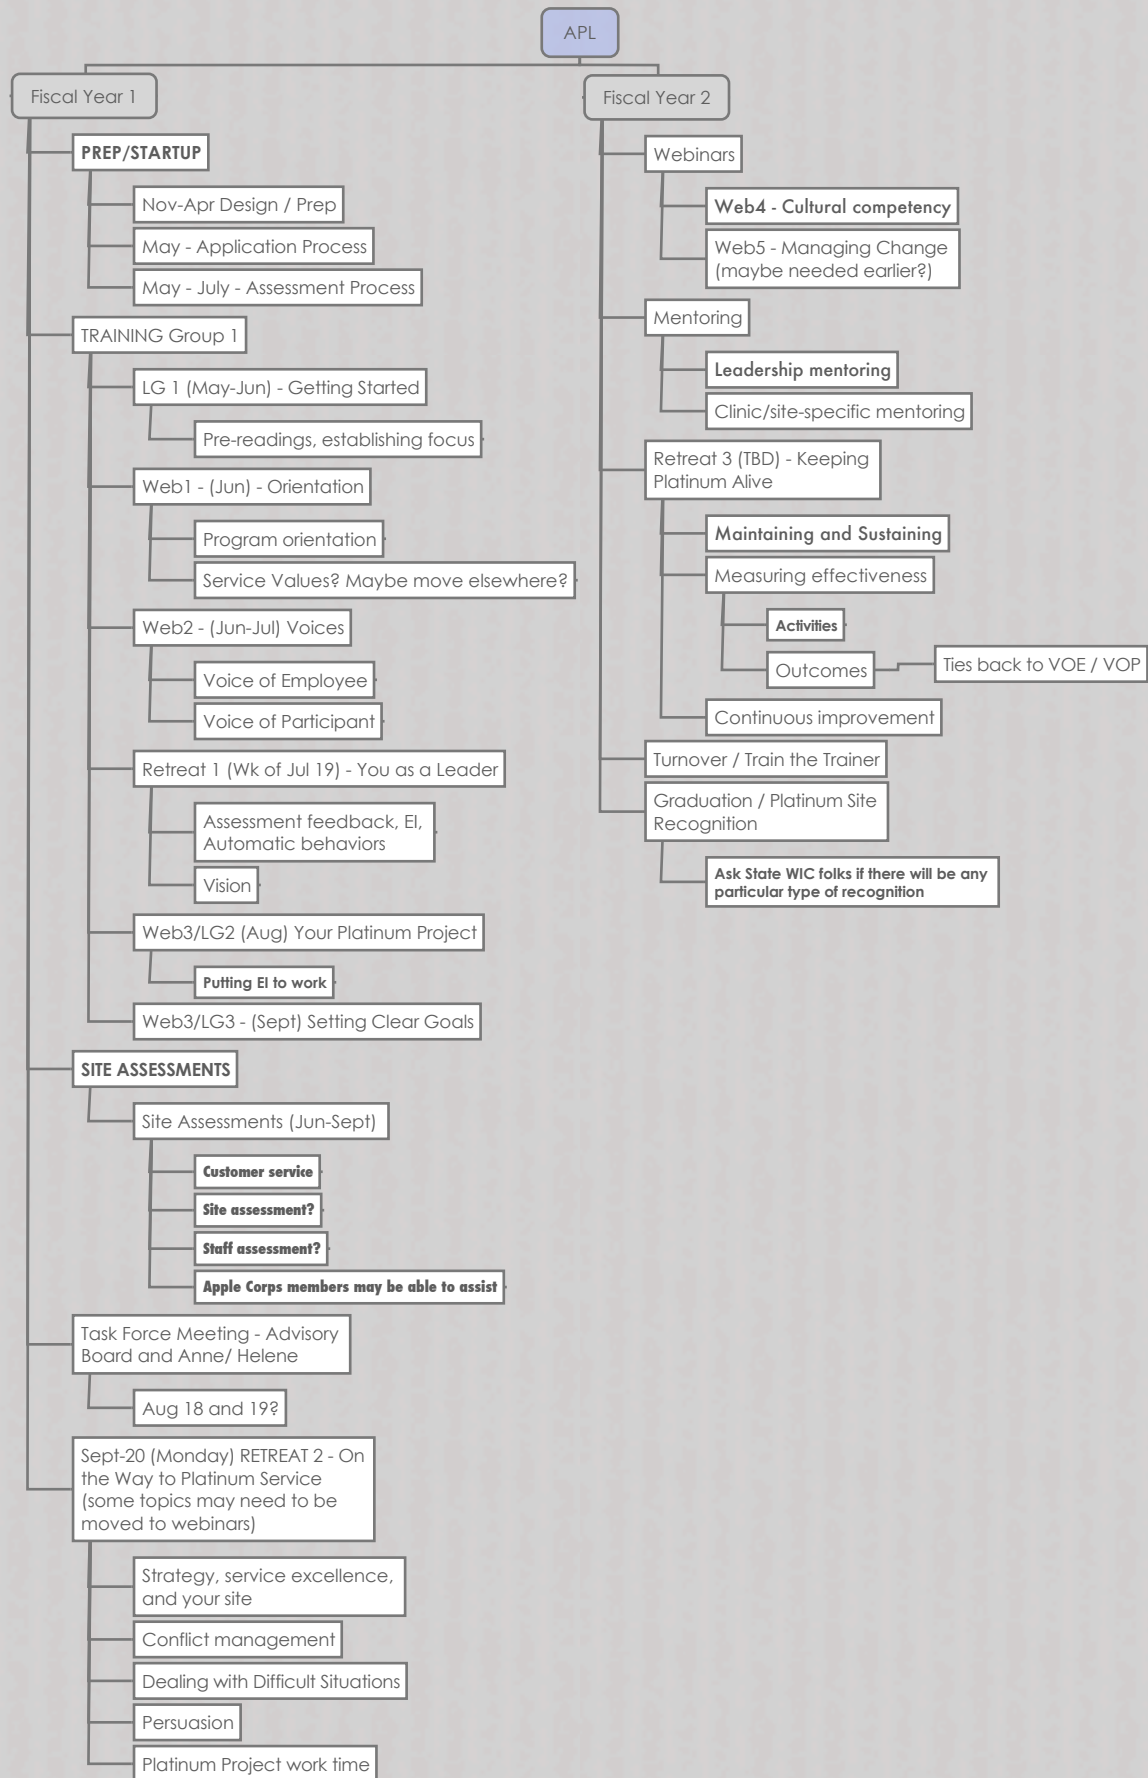 APL
Fiscal Year 1
PREP/STARTUP
Nov-Apr Design / Prep
May - Application Process
May - July - Assessment Process
TRAINING Group 1
LG 1 (May-Jun) - Getting Started
Pre-readings, establishing focus
Web1 - (Jun) - Orientation
Program orientation
Service Values? Maybe move elsewhere?
Web2 - (Jun-Jul) Voices
Voice of Employee
Voice of Participant
Retreat 1 (Wk of Jul 19) - You as a Leader
Assessment feedback, EI,
Automatic behaviors
Vision
Web3/LG2 (Aug) Your Platinum Project
Putting EI to work
Web3/LG3 - (Sept) Setting Clear Goals
SITE ASSESSMENTS
Site Assessments (Jun-Sept)
Customer service
Site assessment?
Staff assessment?
Apple Corps members may be able to assist
Task Force Meeting - Advisory
Board and Anne/ Helene
Aug 18 and 19?
Sept-20 (Monday) RETREAT 2 - On
the Way to Platinum Service
(some topics may need to be
moved to webinars)
Strategy, service excellence,
and your site
Conflict management
Dealing with Difficult Situations
Persuasion
Platinum Project work time
Fiscal Year 2
Webinars
Web4 - Cultural competency
Web5 - Managing Change
(maybe needed earlier?)
Mentoring
Leadership mentoring
Clinic/site-specific mentoring
Retreat 3 (TBD) - Keeping
Platinum Alive
Maintaining and Sustaining
Measuring effectiveness
Activities
Outcomes
Ties back to VOE / VOP
Continuous improvement
Turnover / Train the Trainer
Graduation / Platinum Site
Recognition
Ask State WIC folks if there will be any
particular type of recognition